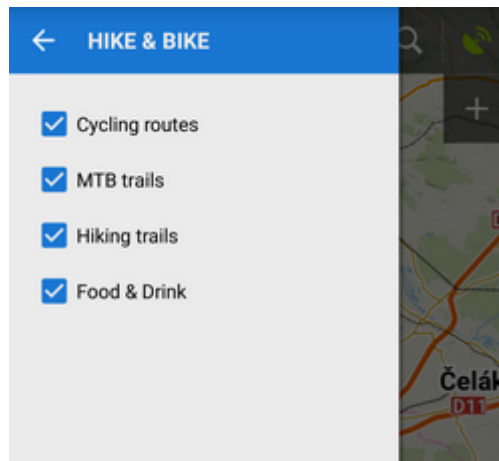 HIKE & BIKE
Cycling routes
MTB trails
Hiking trails
Food & Drink
Čelák
D11